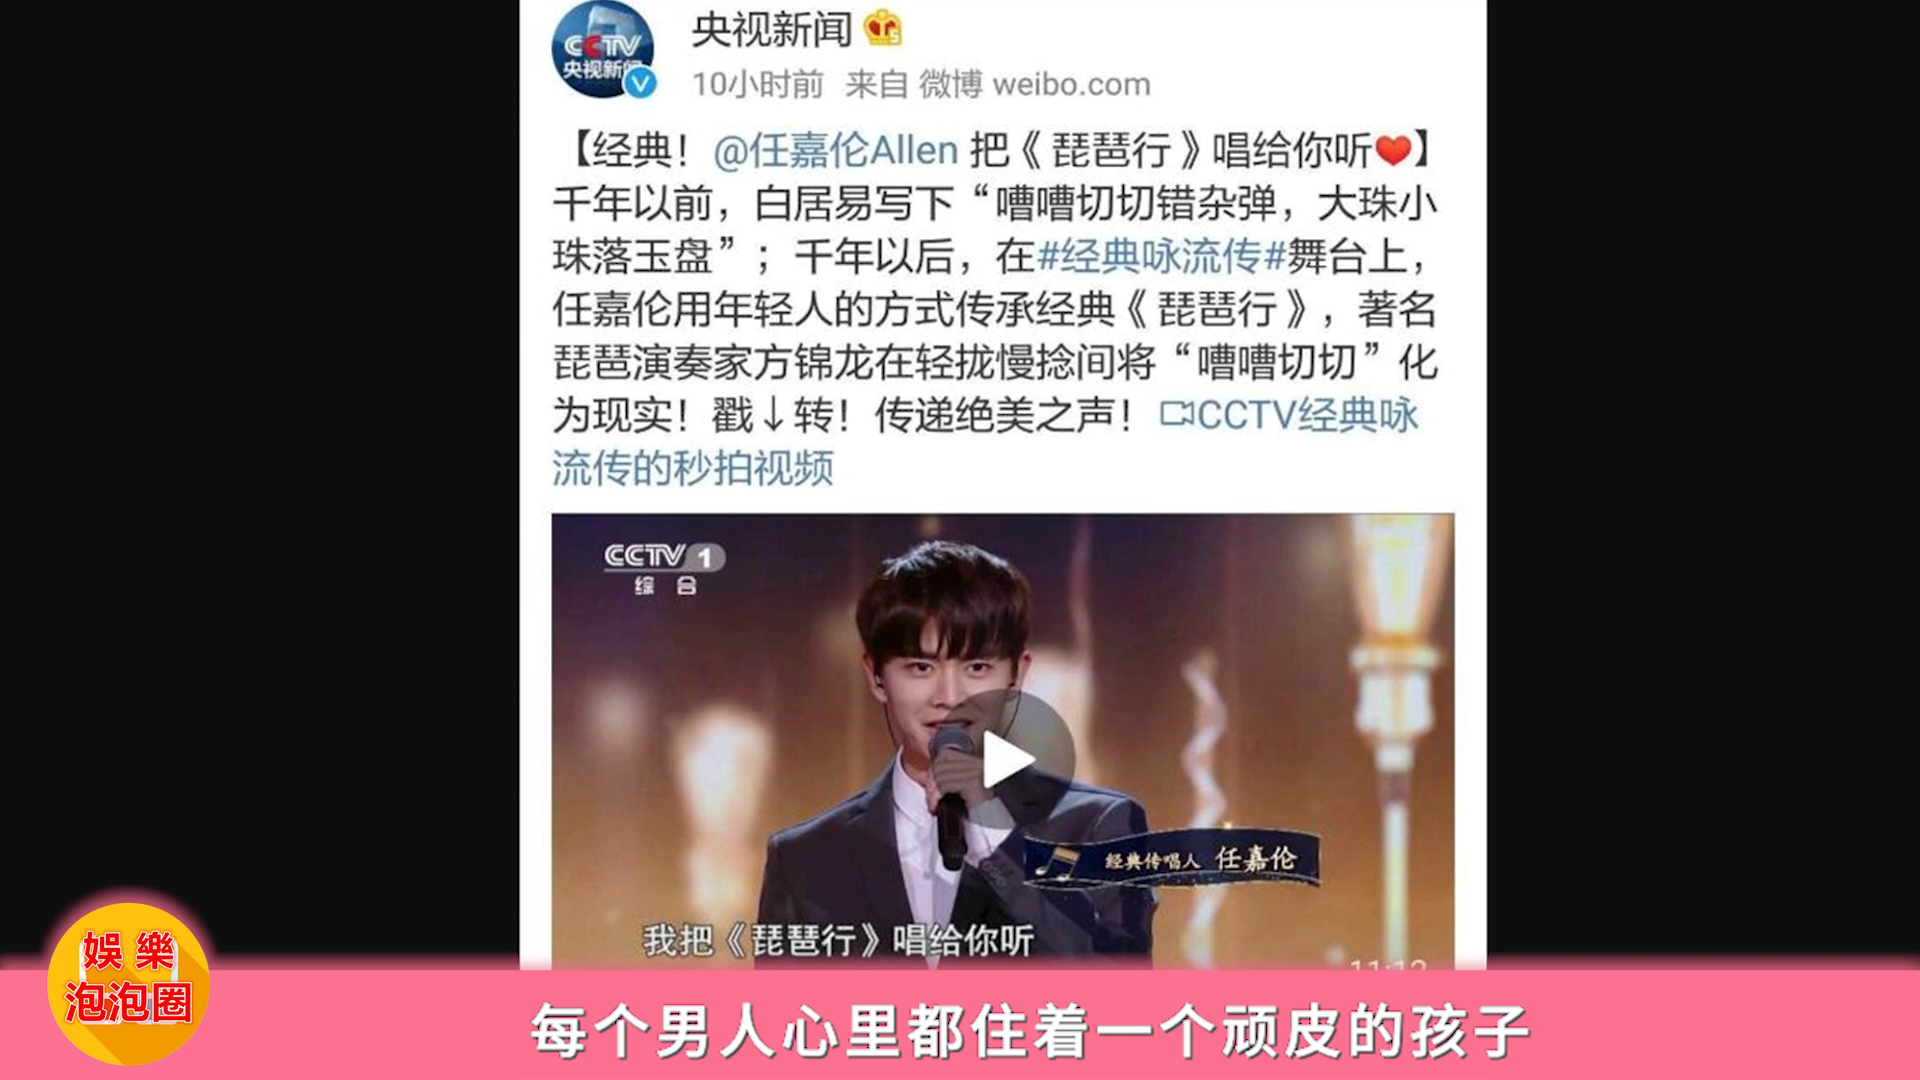 CCTV
央视新闻
央视新闻
10小时前 来自 微博 weibo.com
【经典！@任嘉伦Allen 把《琵琶行》唱给你听❤】
千年以前，白居易写下“嘈嘈切切错杂弹，大珠小
珠落玉盘”；千年以后，在#经典咏流传#舞台上，
任嘉伦用年轻人的方式传承经典《琵琶行》，著名
琵琶演奏家方锦龙在轻拢慢捻间将“嘈嘈切切”化
为现实！戳↓转！传递绝美之声！CCTV经典咏
流传的秒拍视频
CCTV 1
综合
经典传唱人 任嘉伦
我把《琵琶行》唱给你听
娛樂
泡泡圈
每个男人心里都住着一个顽皮的孩子